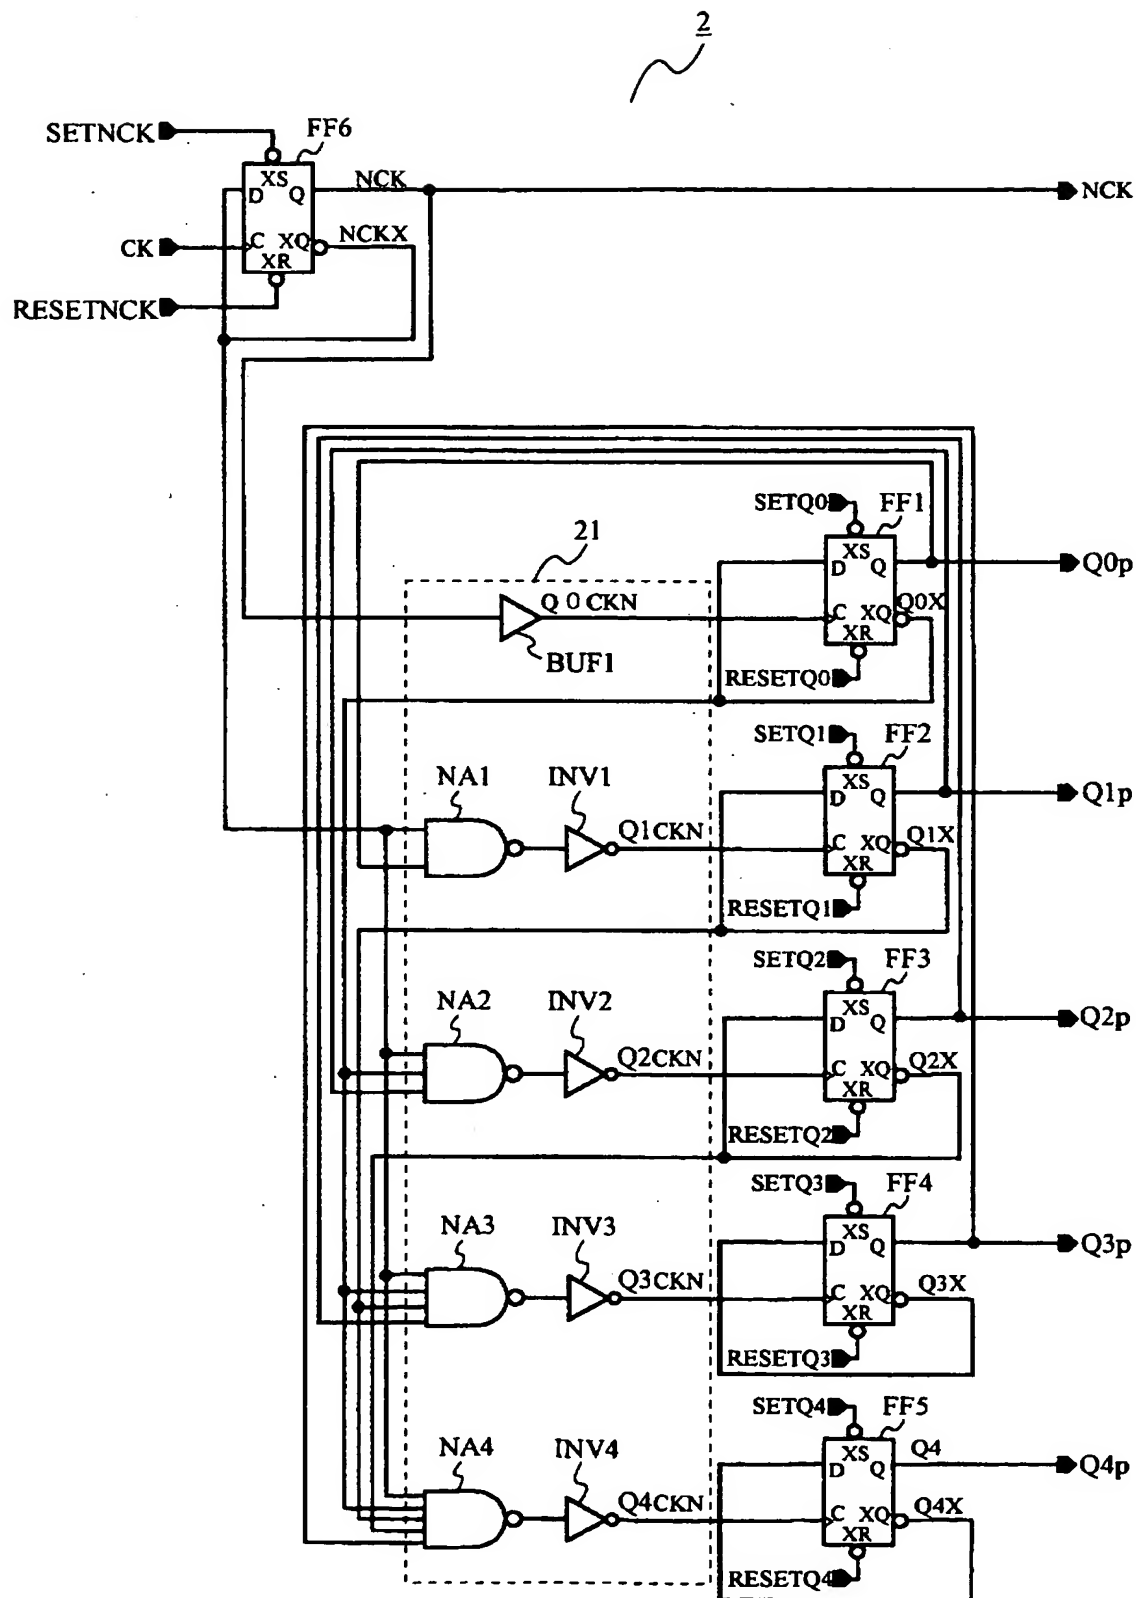 2
SETNCK
FF6
XS
D
Q
NCK
NCK
NCKX
CK
C
XQ
XR
RESETNCK
SETQ0
FF1
21
XS
D
Q
Q0p
Q0CKN
Q0X
C
XQ
XR
BUF1
RESETQ0
SETQ1
FF2
NA1
INV1
XS
D
Q
Q1p
Q1CKN
C
XQ
Q1X
XR
RESETQ1
SETQ2
FF3
NA2
INV2
XS
D
Q
Q2p
Q2CKN
C
XQ
Q2X
XR
RESETQ2
SETQ3
FF4
NA3
INV3
XS
D
Q
Q3p
Q3CKN
C
XQ
Q3X
XR
RESETQ3
SETQ4
FF5
NA4
INV4
XS
Q4
D
Q
Q4p
Q4CKN
C
XQ
Q4X
XR
RESETQ4